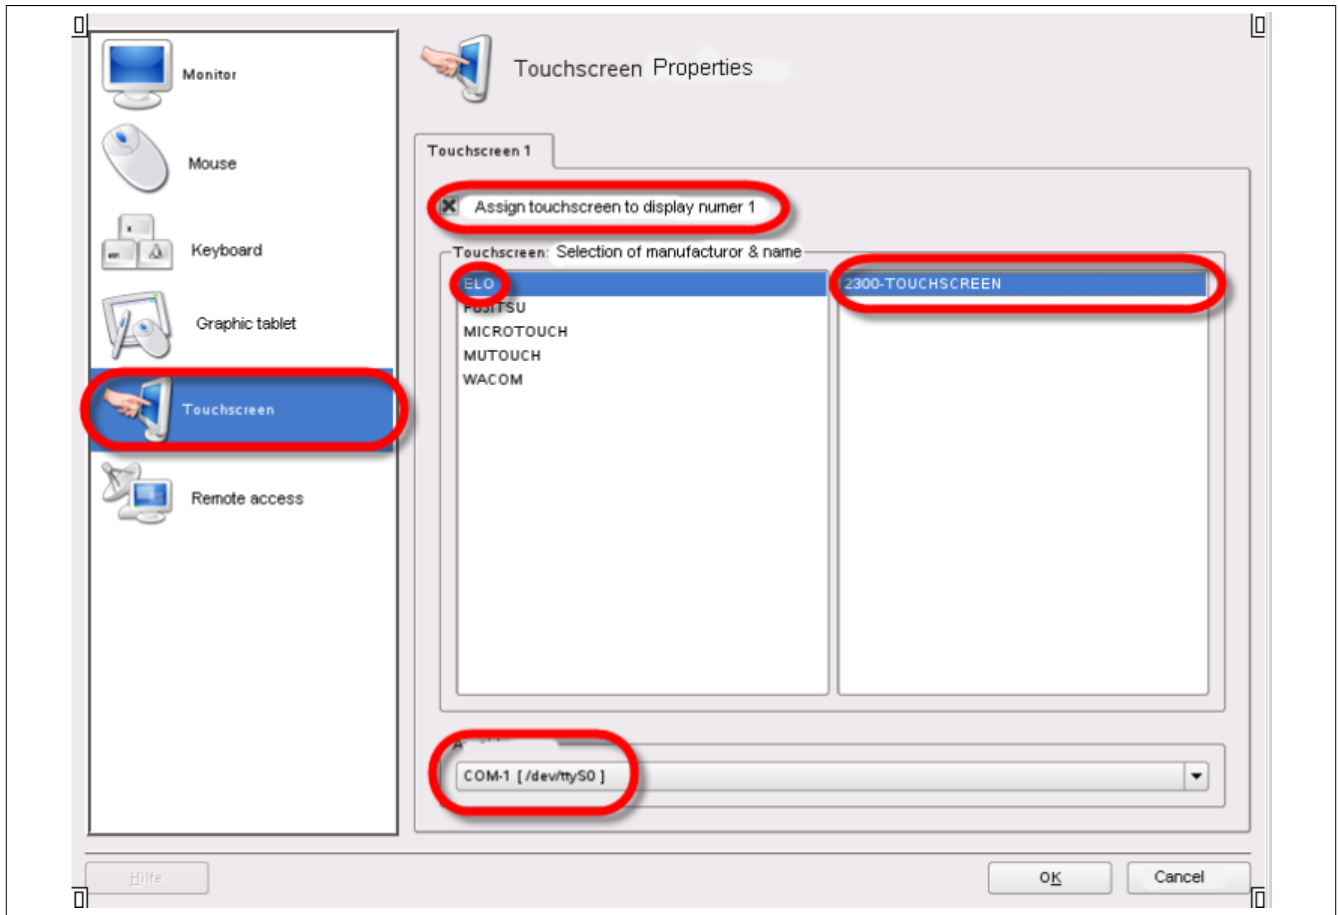 Monitor
Mouse
Keyboard
Graphic tablet
Touchscreen
Remote access
Touchscreen Properties
Touchscreen 1
Assign touchscreen to display numer 1
Touchscreen: Selection of manufacturor & name
ELO
FUJITSU
MICROTOUCH
MUTOUCH
WACOM
2300-TOUCHSCREEN
COM-1 [ /dev/ttyS0 ]
Hilfe
OK
Cancel